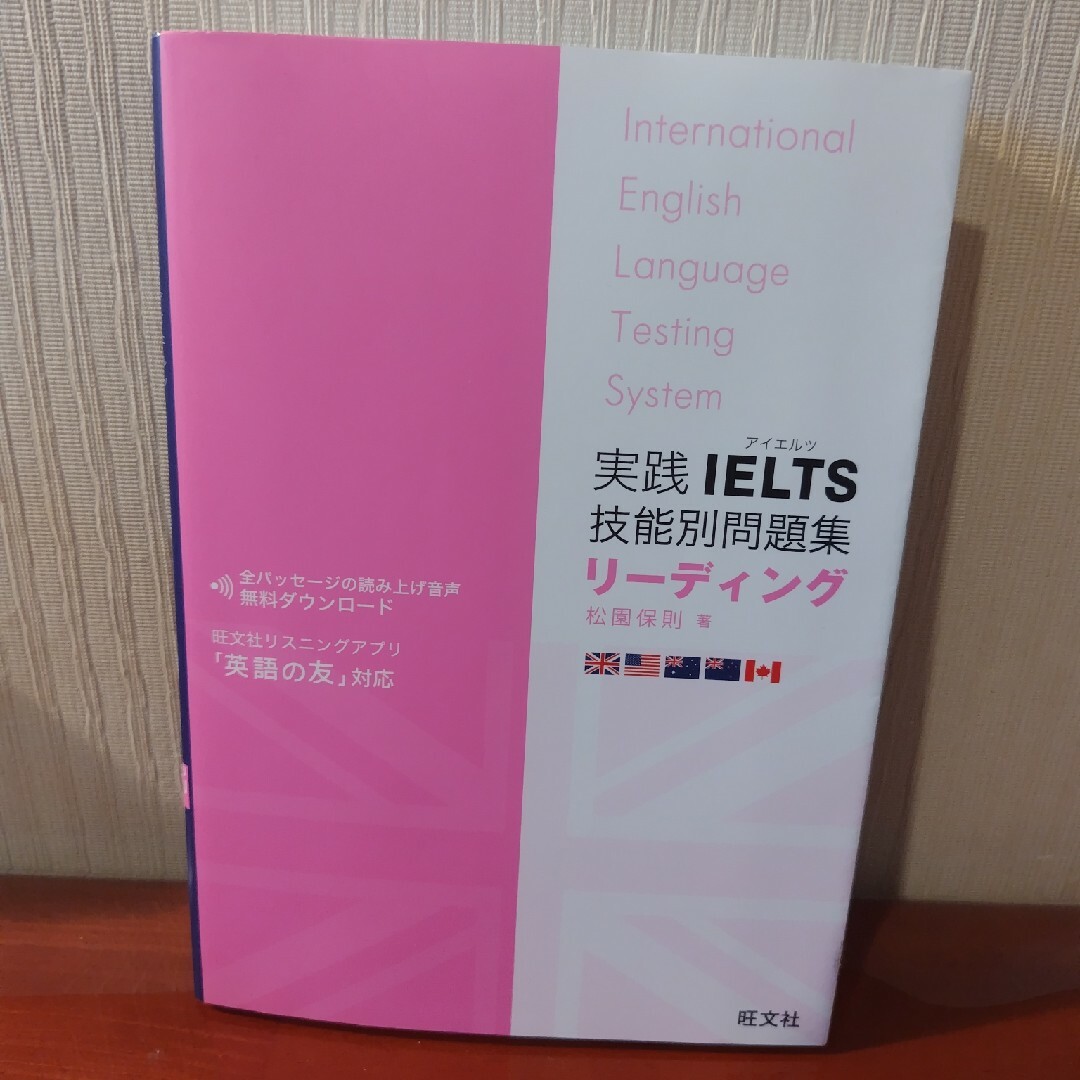 International
English
Language
Testing
System
アイエルツ
実践 IELTS
技能別問題集
リーディング
松園保則 著
全パッセージの読み上げ音声
無料ダウンロード
旺文社リスニングアプリ
「英語の友」対応
旺文社